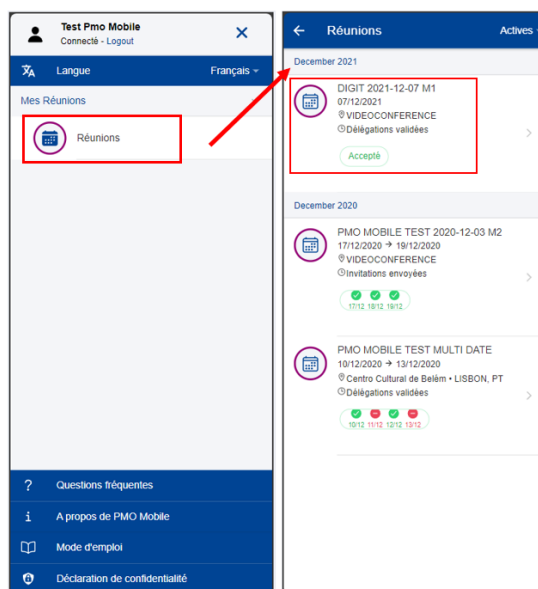 Test Pmo Mobile
Connecté - Logout
Langue
Français
Mes Réunions
Réunions
Questions fréquentes
A propos de PMO Mobile
Mode d'emploi
Déclaration de confidentialité
Réunions
Actives
December 2021
DIGIT 2021-12-07 M1
07/12/2021
VIDEOCONFERENCE
Délégations validées
Accepté
December 2020
PMO MOBILE TEST 2020-12-03 M2
17/12/2020 → 19/12/2020
VIDEOCONFERENCE
Invitations envoyées
17/12 18/12 19/12
PMO MOBILE TEST MULTI DATE
10/12/2020 → 13/12/2020
Centro Cultural de Belèm • LISBON, PT
Délégations validées
10/12 11/12 12/12 13/12